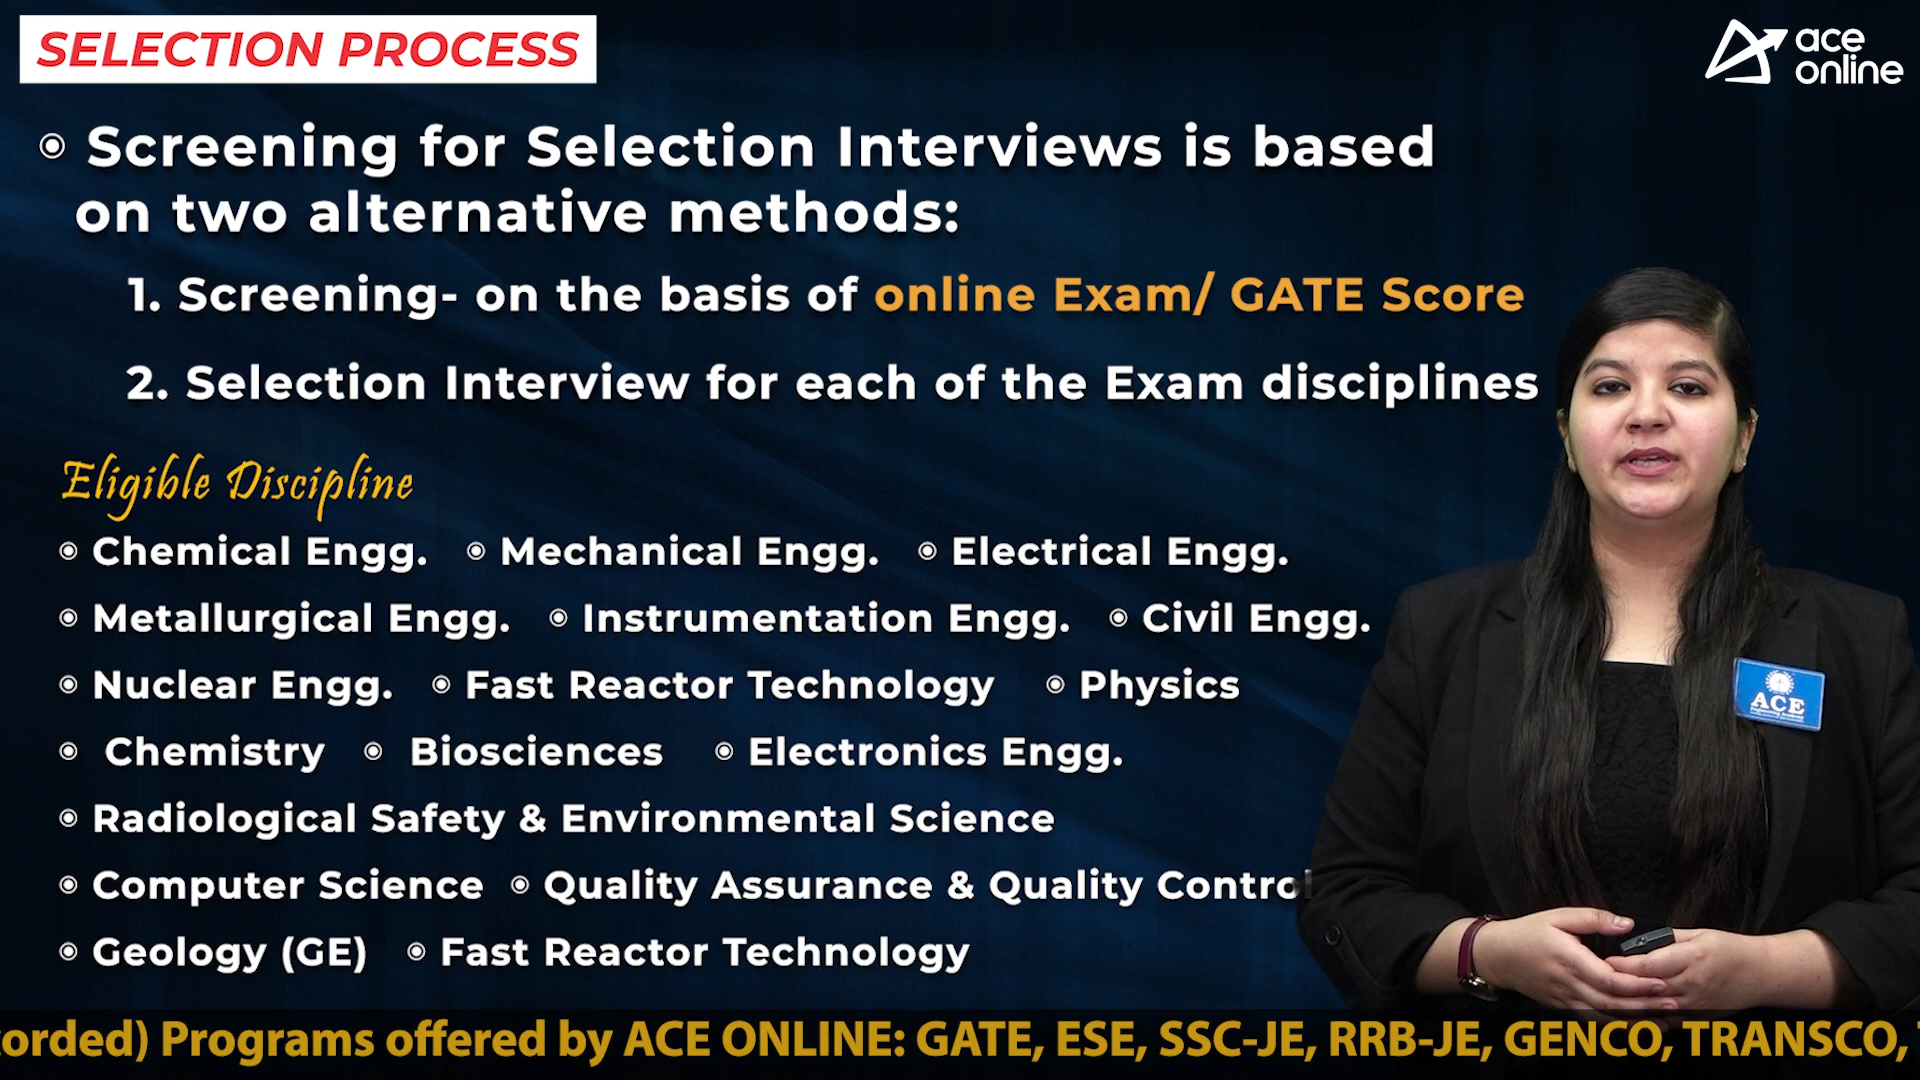 SELECTION PROCESS
ace
online
Screening for Selection Interviews is based
on two alternative methods:
1. Screening- on the basis of online Exam/ GATE Score
2. Selection Interview for each of the Exam disciplines
Eligible Discipline
Chemical Engg. Mechanical Engg. Electrical Engg.
Metallurgical Engg. Instrumentation Engg. Civil Engg.
Nuclear Engg. Fast Reactor Technology Physics
Chemistry Biosciences Electronics Engg.
Radiological Safety & Environmental Science
Computer Science Quality Assurance & Quality Control
Geology (GE) Fast Reactor Technology
ACE
orded) Programs offered by ACE ONLINE: GATE, ESE, SSC-JE, RRB-JE, GENCO, TRANSCO,